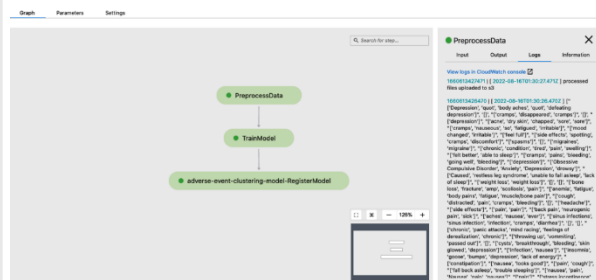 Graph Parameters Settings
Search for step...
PreprocessData
TrainModel
adverse-event-clustering-model-RegisterModel
126%
PreprocessData
Input Output Logs Information
View logs in CloudWatch console
1660613427471 | [ 2022-08-16T01:30:27.471Z ] processed
files uploaded to s3
1660613426470 | [ 2022-08-16T01:30:26.470Z ] ["
['Depression', 'quot', 'body aches', 'quot', 'defeating
depression']", '[]', "['cramps', 'disappeared', 'cramps']", '[]', "
['depression']", "['acne', 'dry skin', 'chapped', 'sore', 'sore']",
"['cramps', 'nauseous', 'iw', 'fatigued', 'irritable']", "['mood
changed', 'irritable']", "['feel full']", "['side effects', 'spotting',
'cramps', 'discomfort']", "['spasms']", '[]', "['migraines',
'migraine']", "['chronic', 'condition', 'tired', 'pain', 'swelling']",
"['felt better', 'able to sleep']", "['cramps', 'pains', 'bleeding',
'going well', 'bleeding']", "['depression']", "['Obsessive
Compulsive Disorder', 'Anxiety', 'Depression', 'drowsy']", "
['Caused', 'restless leg syndrome', 'unable to fall asleep', 'lack
of sleep']", "['weight loss', 'weight loss']", '[]', '[]', "['bone
loss', 'fracture', 'amp', 'scoliosis', 'pain']", "['anemic', 'fatigue',
'body pains', 'fatigue', 'muscle/bone pain']", "['cough',
'distracted', 'pain', 'cramps', 'bleeding']", '[]', "['headache']",
"['side effects']", "['pain', 'pain']", "['back pain', 'neurogenic
pain', 'sick']", "['aches', 'nausea', 'fever']", "['sinus infections',
'sinus infection', 'infection', 'cramps', 'diarrhea']", '[]', '[]', "
['chronic', 'panic attacks', 'mind racing', 'feelings of
derealization', 'chronic']", "['throwing up', 'vomiting',
'passed out']", '[]', "['cysts', 'breakthrough', 'bleeding', 'skin
glowed', 'depression']", "['infection', 'nausea']", "['insomnia',
'goose', 'bumps', 'depression', 'lack of energy']", "
['constipation']", "['nausea', 'looks good']", "['pain', 'cough']",
"['fall back asleep', 'trouble sleeping']", "['nausea', 'pain',